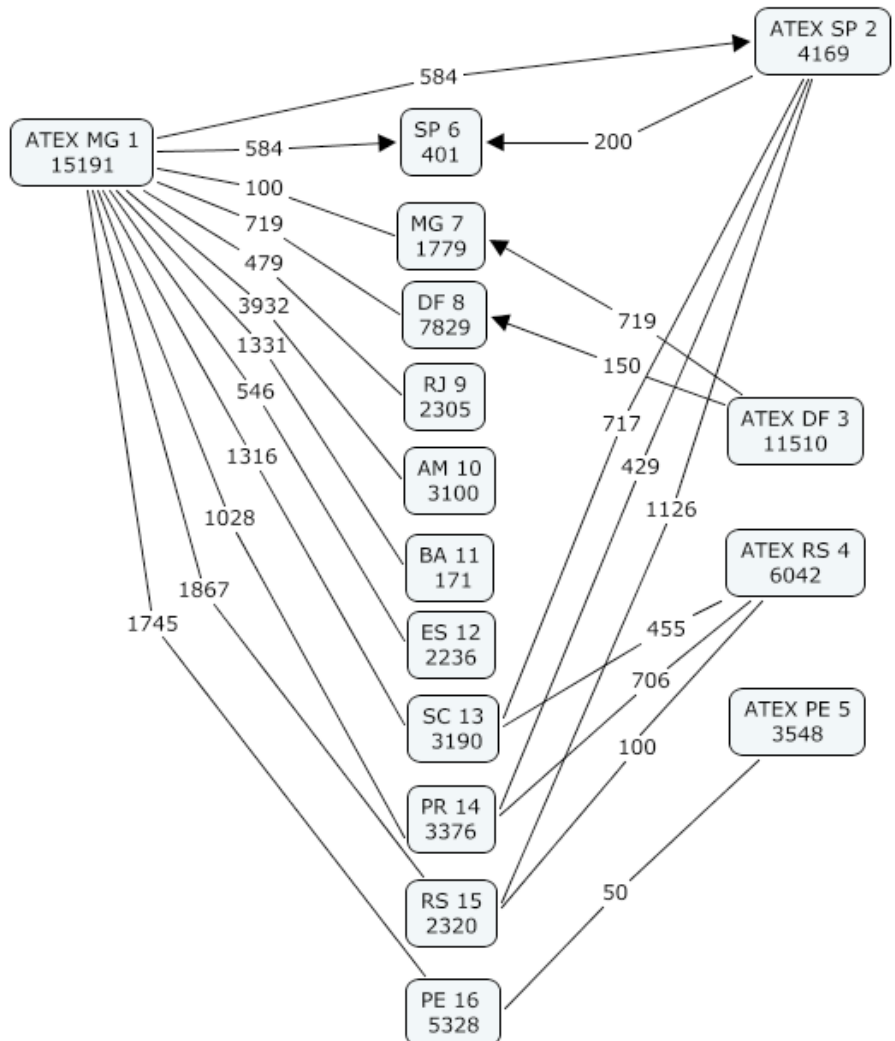 ATEX SP 2
4169
584
ATEX MG 1
15191
584
SP 6
401
200
100
MG 7
1779
719
479
DF 8
7829
719
3932
1331
150
RJ 9
2305
546
ATEX DF 3
11510
717
1316
AM 10
3100
429
1028
1126
BA 11
171
ATEX RS 4
6042
1867
1745
ES 12
2236
455
706
SC 13
3190
ATEX PE 5
3548
100
PR 14
3376
RS 15
2320
50
PE 16
5328